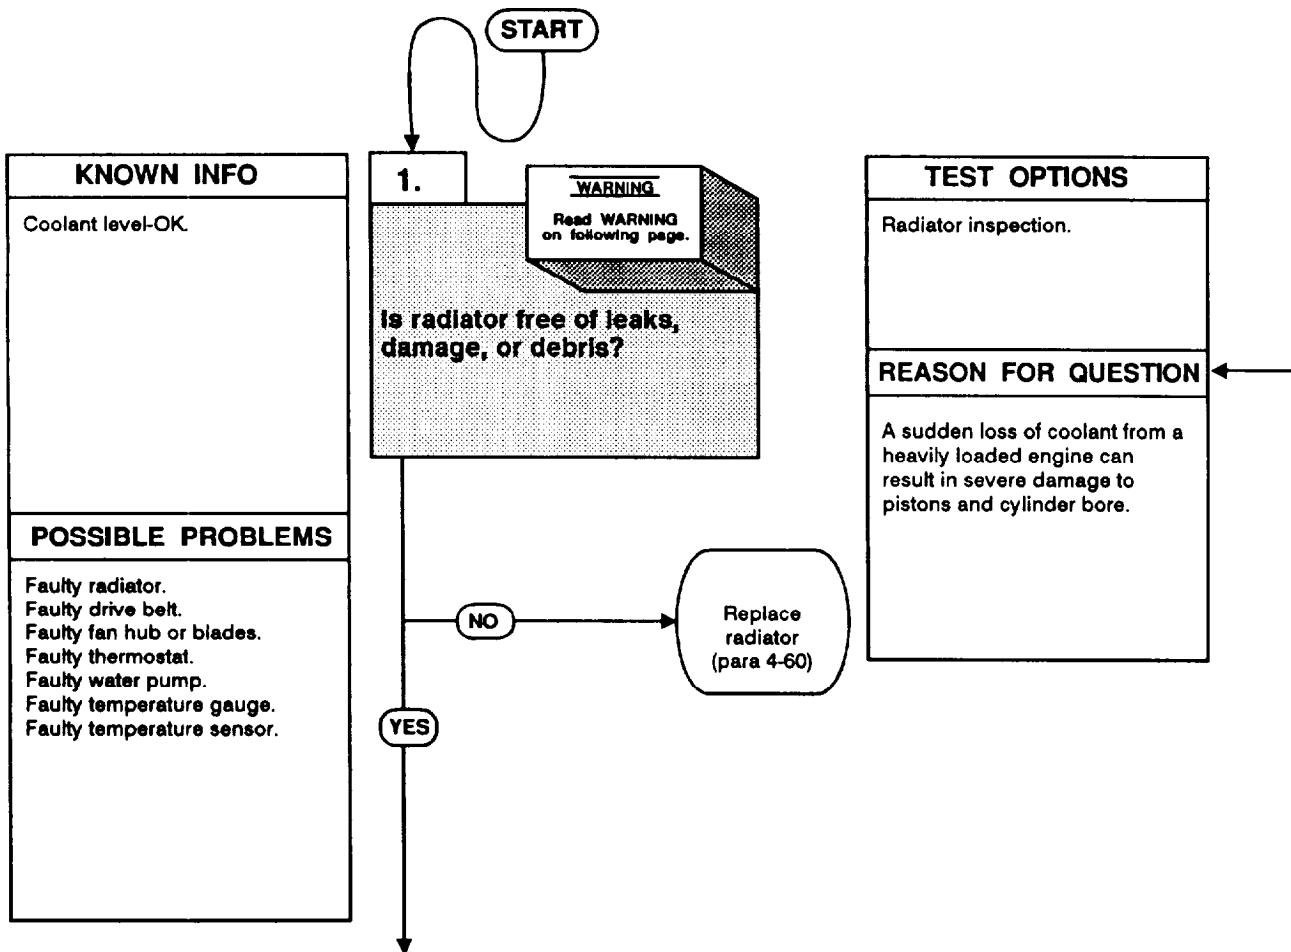 START
KNOWN INFO
Coolant level-OK.
POSSIBLE PROBLEMS
Faulty radiator.
Faulty drive belt.
Faulty fan hub or blades.
Faulty thermostat.
Faulty water pump.
Faulty temperature gauge.
Faulty temperature sensor.
1.
WARNING
Read WARNING
on following page.
Is radiator free of leaks,
damage, or debris?
NO
Replace
radiator
(para 4-60)
YES
TEST OPTIONS
Radiator inspection.
REASON FOR QUESTION
A sudden loss of coolant from a
heavily loaded engine can
result in severe damage to
pistons and cylinder bore.